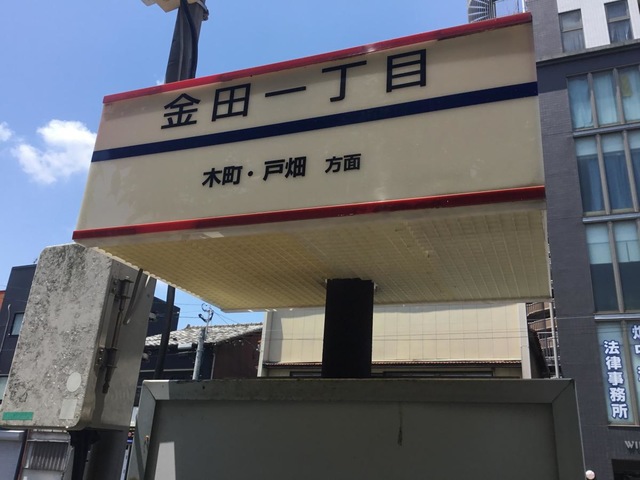 金田一丁目
木町・戸畑 方面
法律事務所